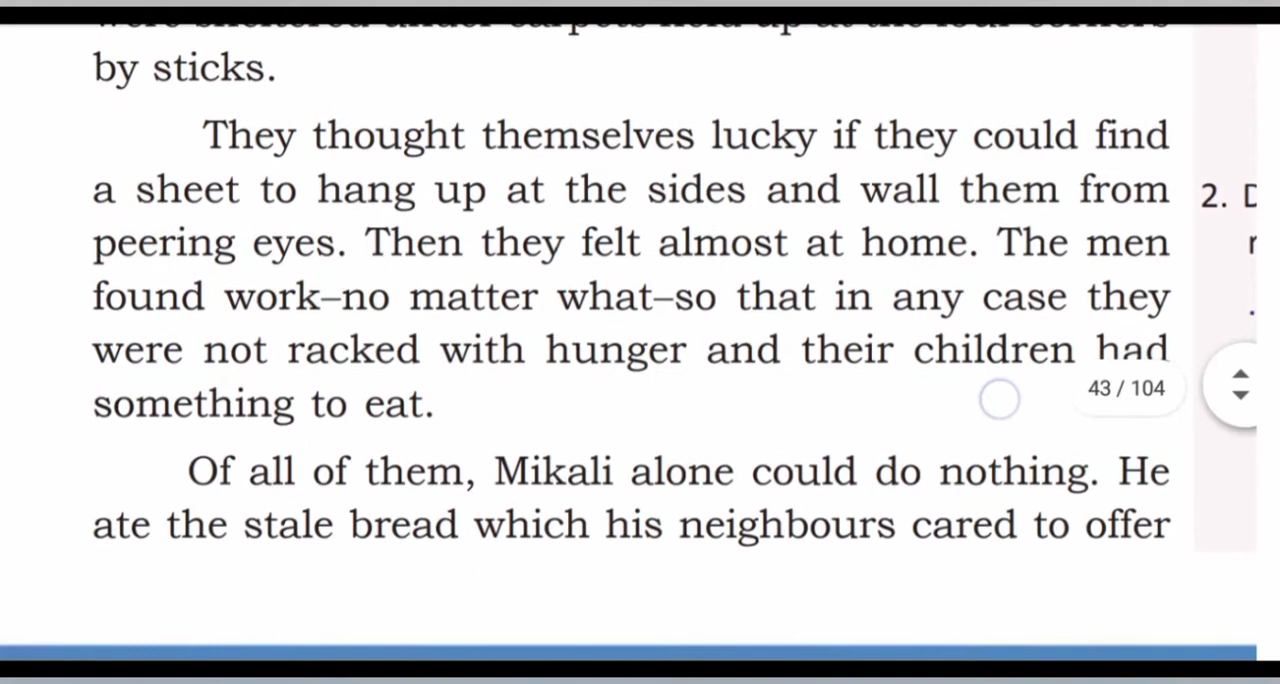 by sticks.
They thought themselves lucky if they could find
a sheet to hang up at the sides and wall them from
peering eyes. Then they felt almost at home. The men
found work–no matter what–so that in any case they
were not racked with hunger and their children had
something to eat.
Of all of them, Mikali alone could do nothing. He
ate the stale bread which his neighbours cared to offer
2.
43 / 104